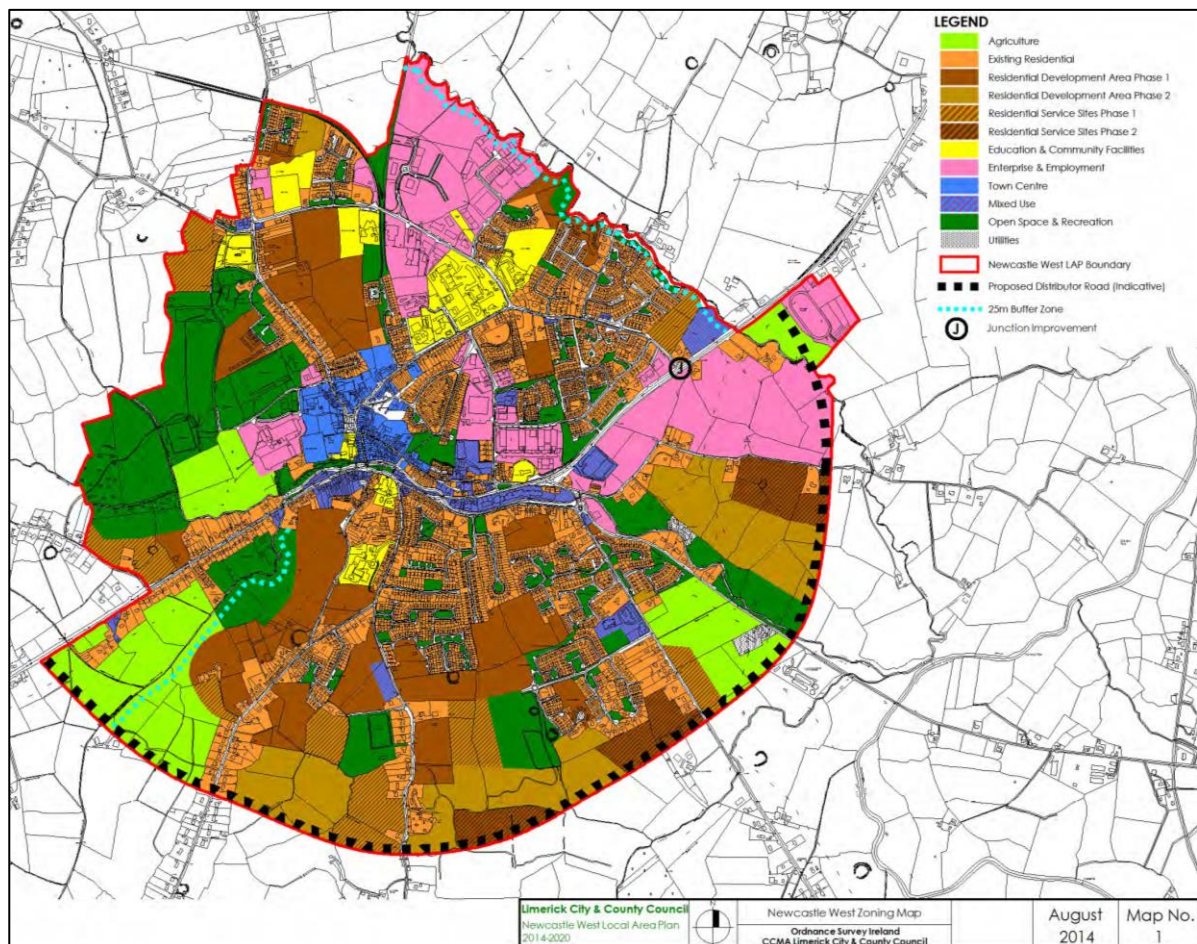 LEGEND
Agriculture
Existing Residential
Residential Development Area Phase 1
Residential Development Area Phase 2
Residential Service Sites Phase 1
Residential Service Sites Phase 2
Education & Community Facilities
Enterprise & Employment
Town Centre
Mixed Use
Open Space & Recreation
Utilities
Newcastle West LAP Boundary
Proposed Distributor Road (Indicative)
25m Buffer Zone
J Junction Improvement
Limerick City & County Council
Newcastle West Local Area Plan
2014-2020
N
Newcastle West Zoning Map
Ordnance Survey Ireland
CCMA Limerick City & County Council
August
2014
Map No.
1